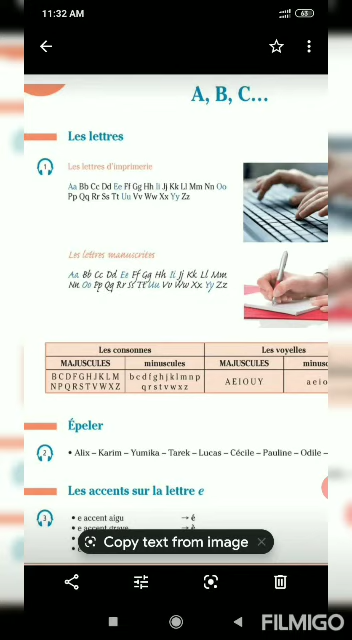 11:32 AM
63
A, B, C...
Les lettres
1
Les lettres d'imprimerie
Aa Bb Cc Dd Ee Ff Gg Hh Ii Jj Kk Ll Mm Nn Oo
Pp Qq Rr Ss Tt Uu Vv Ww Xx Yy Zz
Les lettres manuscrites
Aa Bb Cc Dd Ee Ff Gg Hh Ii Jj Kk Ll Mm
Nn Oo Pp Qq Rr Ss Tt Uu Vv Ww Xx Yy Zz
Les consonnes
Les voyelles
MAJUSCULES minuscules MAJUSCULES minusc
B C D F G H J K L M b c d f g h j k l m n p
A E I O U Y a e i o
N P Q R S T V W X Z q r s t v w x z
Épeler
2
• Alix – Karim – Yumika – Tarek – Lucas – Cécile – Pauline – Odile –
Les accents sur la lettre e
3
• e accent aigu → é
• e accent grave → è
Copy text from image
FILMIGO